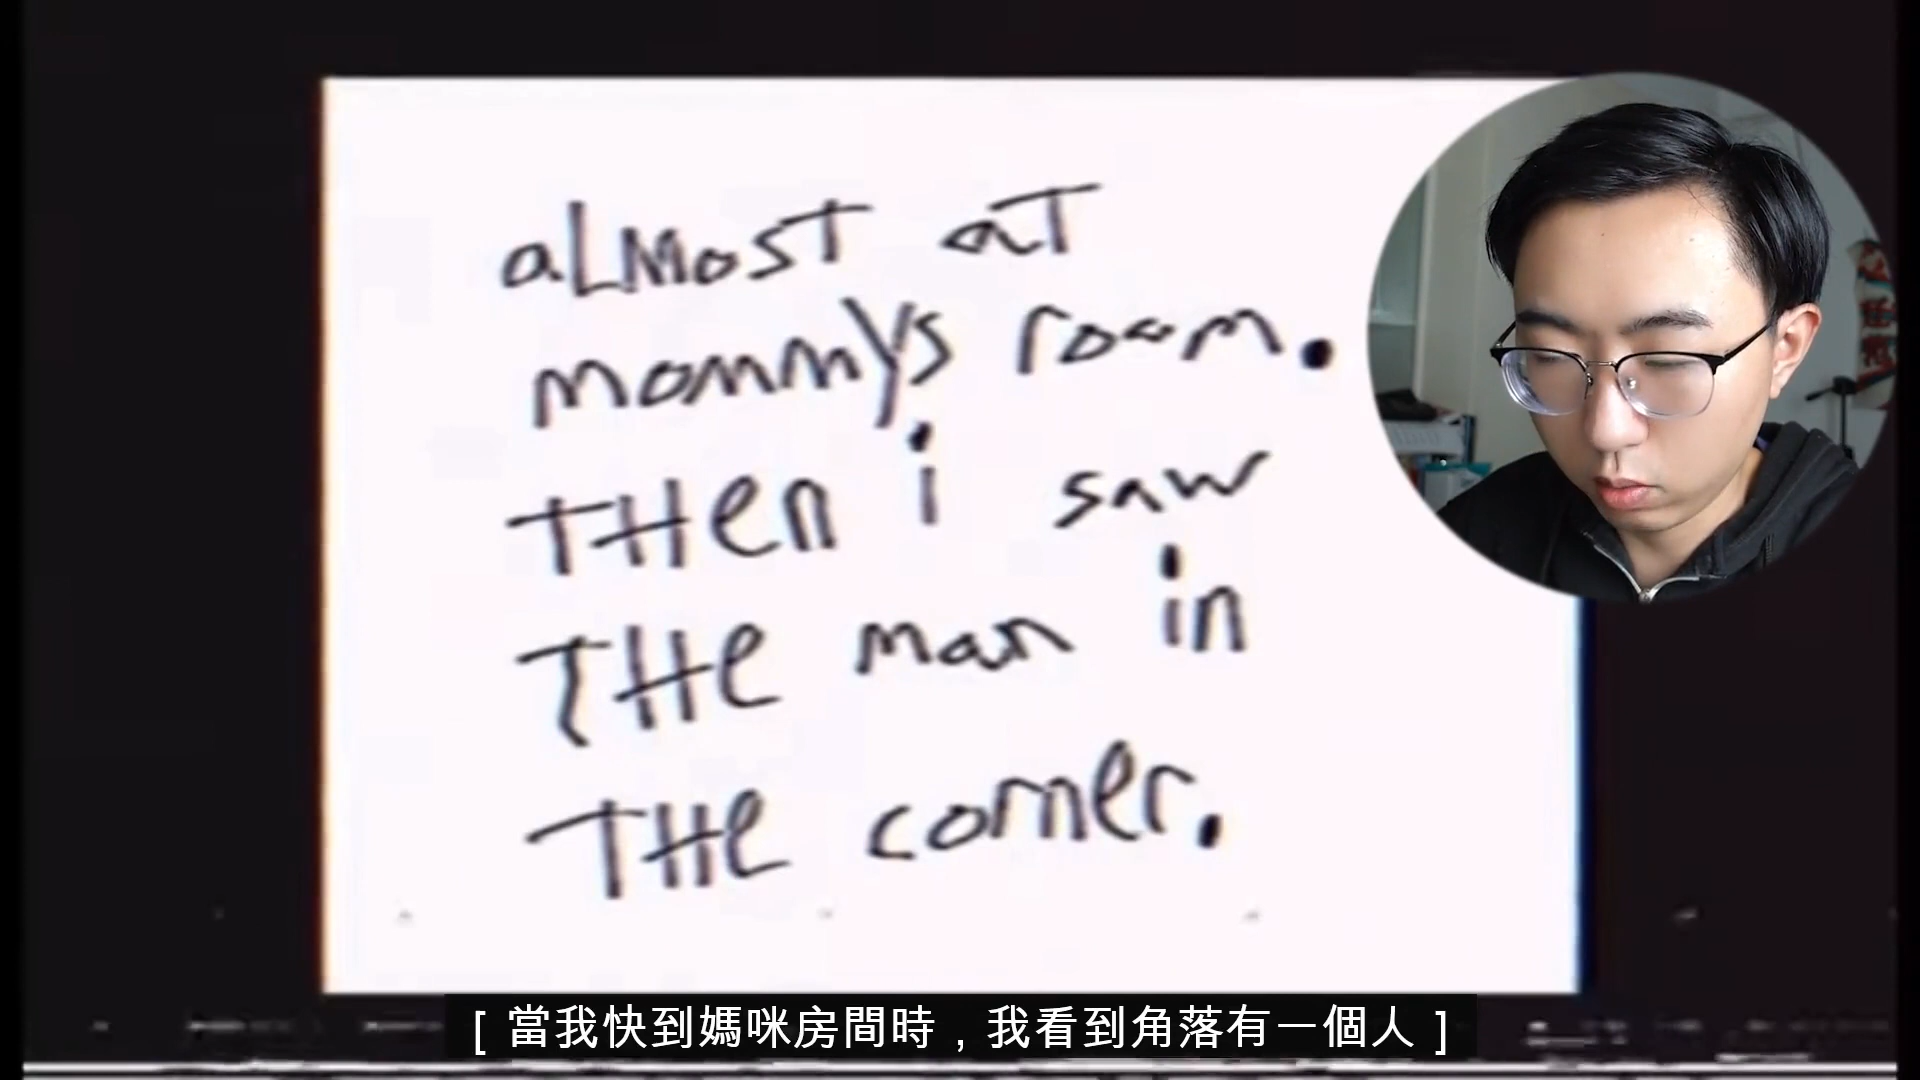 aLMosT aT
mommys room.
THen i saw
THe man in
THe corner.
[ 當我快到媽咪房間時，我看到角落有一個人 ]